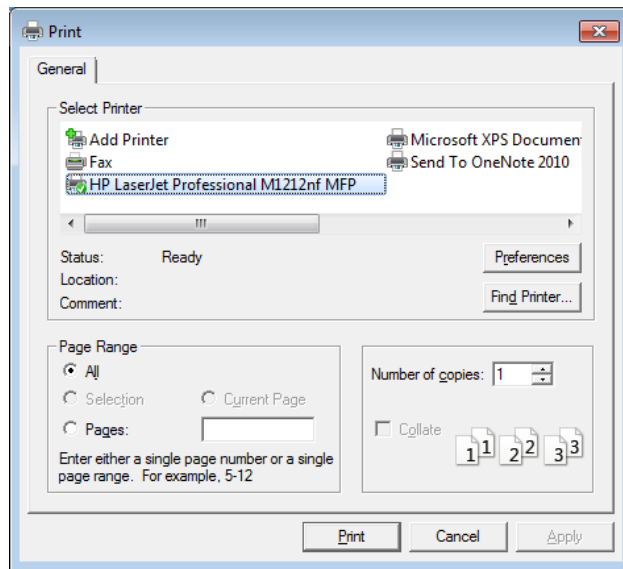 Print
General
Select Printer
Add Printer
Microsoft XPS Documen
Fax
Send To OneNote 2010
HP LaserJet Professional M1212nf MFP
Status: Ready
Preferences
Location:
Comment:
Find Printer...
Page Range
All
Number of copies: 1
Selection
Current Page
Pages:
Collate
1 1 2 2 3 3
Enter either a single page number or a single
page range. For example, 5-12
Print
Cancel
Apply